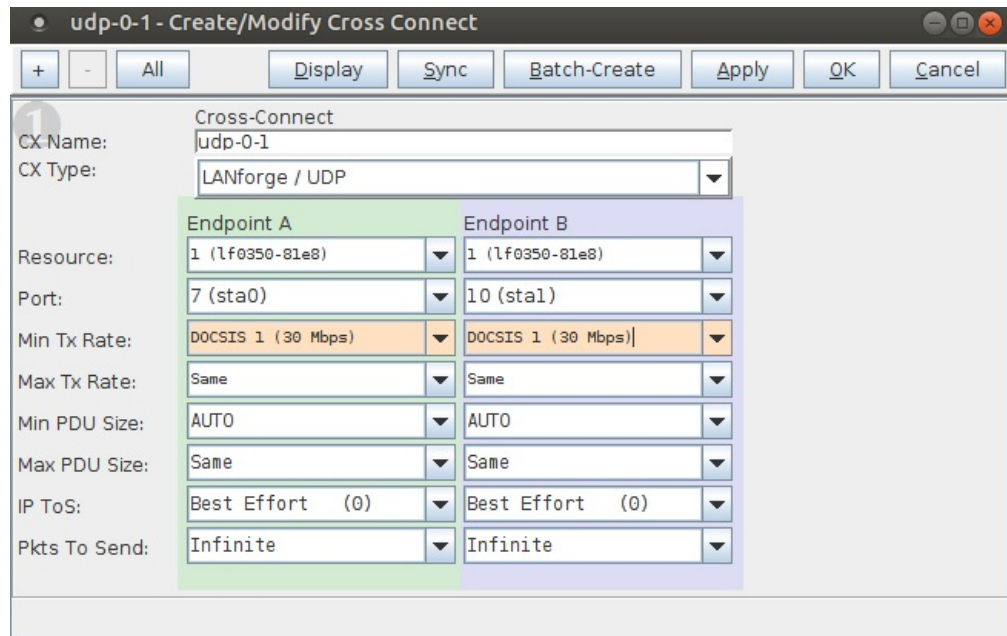 udp-0-1 - Create/Modify Cross Connect
+ - All Display Sync Batch-Create Apply OK Cancel
1
Cross-Connect
CX Name: udp-0-1
CX Type: LANforge / UDP
Endpoint A Endpoint B
Resource: 1 (lf0350-81e8) 1 (lf0350-81e8)
Port: 7 (sta0) 10 (sta1)
Min Tx Rate: DOCSIS 1 (30 Mbps) DOCSIS 1 (30 Mbps)
Max Tx Rate: Same Same
Min PDU Size: AUTO AUTO
Max PDU Size: Same Same
IP ToS: Best Effort (0) Best Effort (0)
Pkts To Send: Infinite Infinite